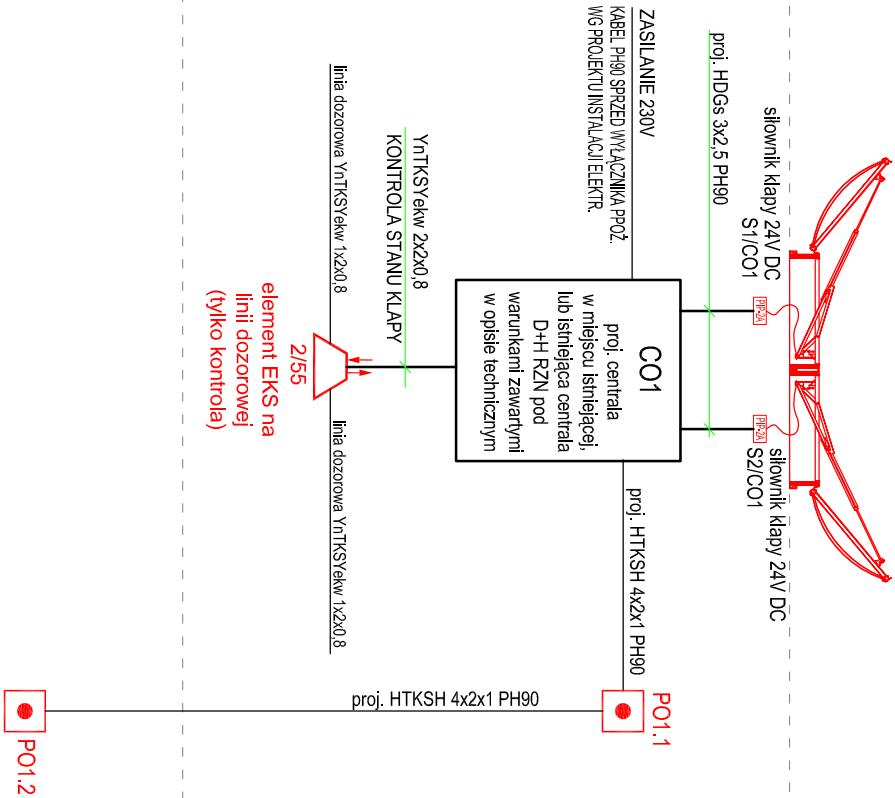 siłownik klapy 24V DC
S1/CO1
PIP-2A
siłownik klapy 24V DC
S2/CO1
PIP-2A
proj. HDGs 3x2,5 PH90
ZASILANIE 230V
KABEL PH90 SPRZED WYŁĄCZNIKA PPOŻ.
WG PROJEKTU INSTALACJI ELEKTR.
CO1
proj. centrala
w miejscu istniejącej,
lub istniejąca centrala
D+H RZN pod
warunkami zawartymi
w opisie technicznym
proj. HTKSH 4x2x1 PH90
PO1.1
proj. HTKSH 4x2x1 PH90
PO1.2
YnTKSYekw 2x2x0,8
KONTROLA STANU KLAPY
linia dozorowa YnTKSYekw 1x2x0,8
linia dozorowa YnTKSYekw 1x2x0,8
2/55
element EKS na
linii dozorowej
(tylko kontrola)